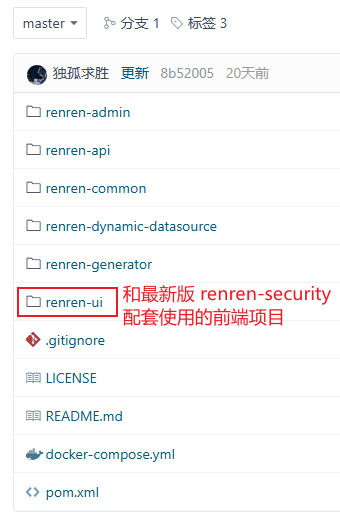 master 分支 1 标签 3
独孤求胜 更新 8b52005 20天前
renren-admin
renren-api
renren-common
renren-dynamic-datasource
renren-generator
renren-ui
和最新版 renren-security
配套使用的前端项目
.gitignore
LICENSE
README.md
docker-compose.yml
pom.xml